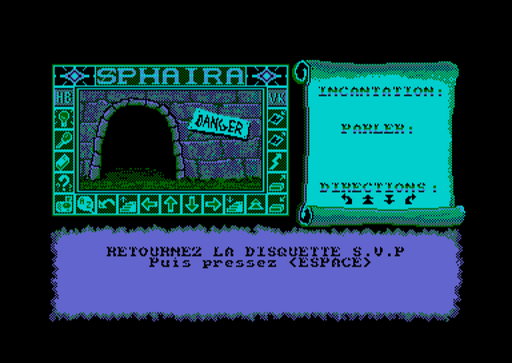 SPHAIRA
HB
VK
DANGER
INCANTATION:
PARLER:
DIRECTIONS:
RETOURNEZ LA DISQUETTE S.V.P
Puis pressez <ESPACE>